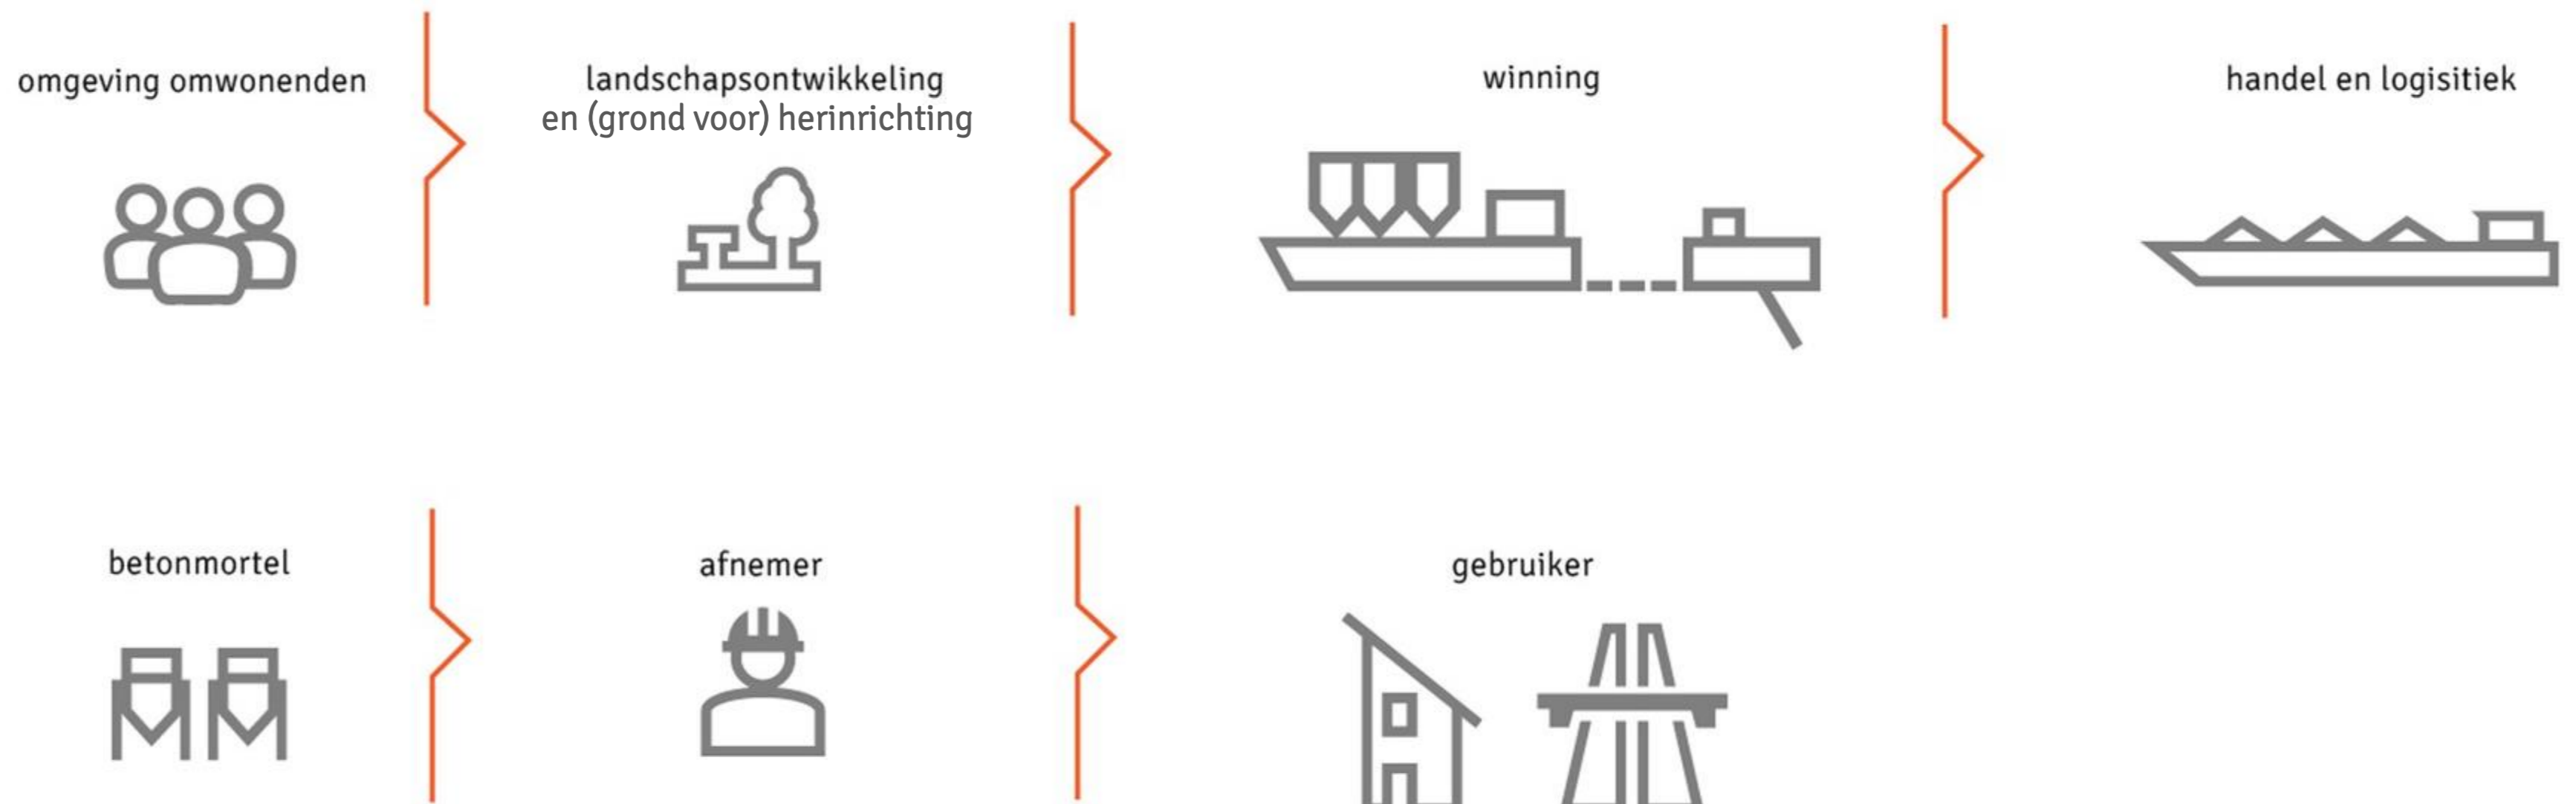 omgeving omwonenden
landschapsontwikkeling
en (grond voor) herinrichting
winning
handel en logisitiek
betonmortel
afnemer
gebruiker